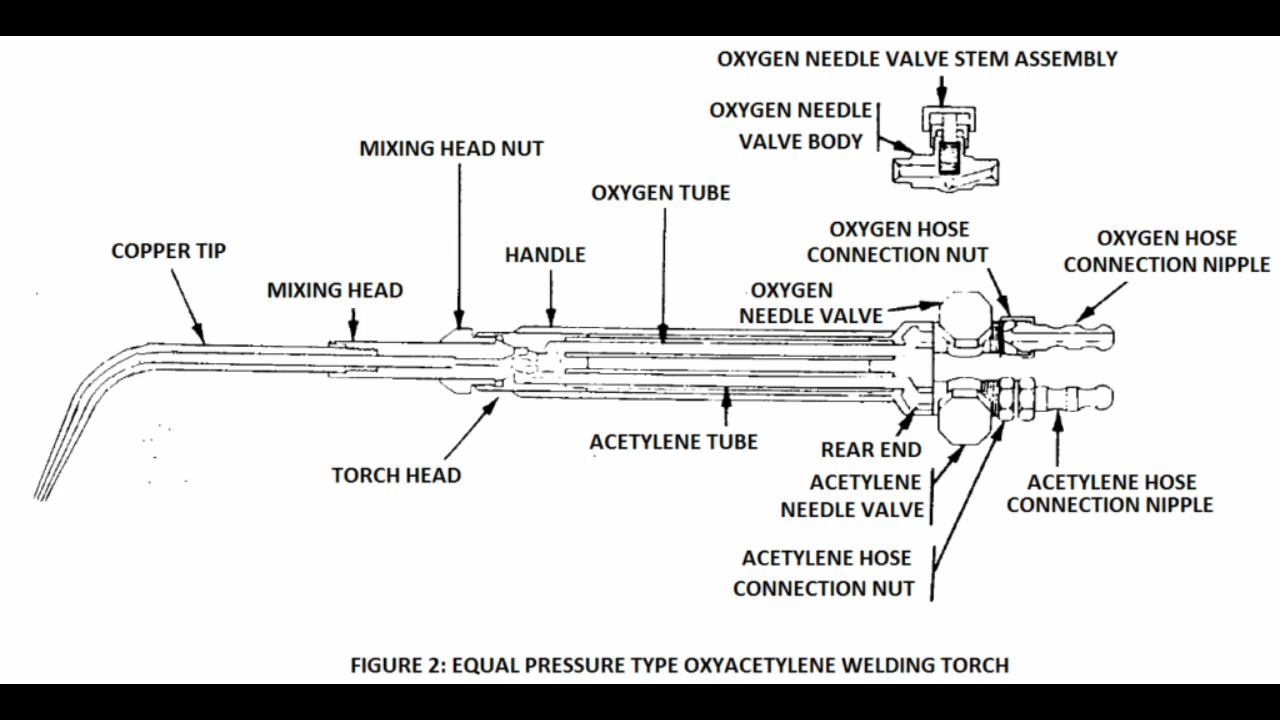 OXYGEN NEEDLE VALVE STEM ASSEMBLY
OXYGEN NEEDLE
VALVE BODY
MIXING HEAD NUT
OXYGEN TUBE
OXYGEN HOSE
CONNECTION NUT
OXYGEN HOSE
CONNECTION NIPPLE
COPPER TIP
HANDLE
MIXING HEAD
OXYGEN
NEEDLE VALVE
ACETYLENE TUBE
REAR END
TORCH HEAD
ACETYLENE
NEEDLE VALVE
ACETYLENE HOSE
CONNECTION NIPPLE
ACETYLENE HOSE
CONNECTION NUT
FIGURE 2: EQUAL PRESSURE TYPE OXYACETYLENE WELDING TORCH